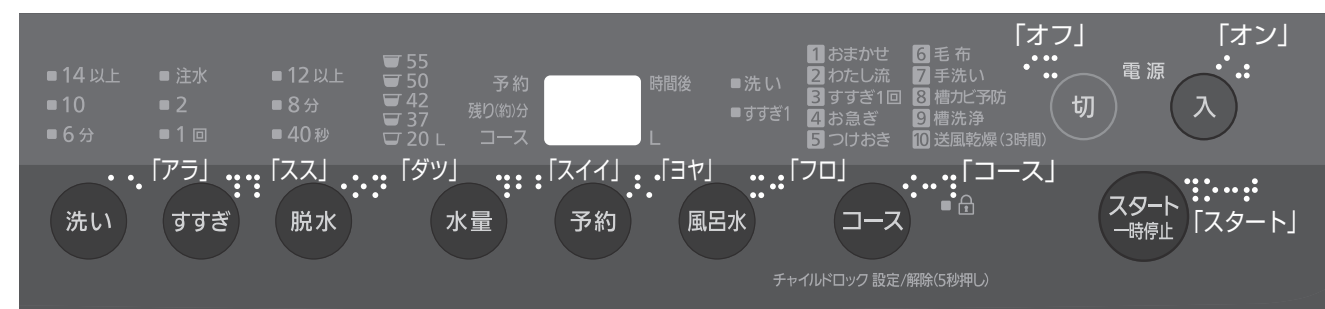 「オフ」
「オン」
14以上
10
6分
注水
2
1回
12以上
8分
40秒
55
50
42
37
20 L
予約
残り(約)分
コース
時間後
L
洗い
すすぎ1
1 おまかせ
2 わたし流
3 すすぎ1回
4 お急ぎ
5 つけおき
6 毛布
7 手洗い
8 槽カビ予防
9 槽洗浄
10 送風乾燥(3時間)
切
電源
入
「アラ」
「スス」
「ダツ」
「スイイ」
「ヨヤ」
「フロ」
「コース」
洗い
すすぎ
脱水
水量
予約
風呂水
コース
スタート
一時停止
「スタート」
チャイルドロック 設定/解除(5秒押し)